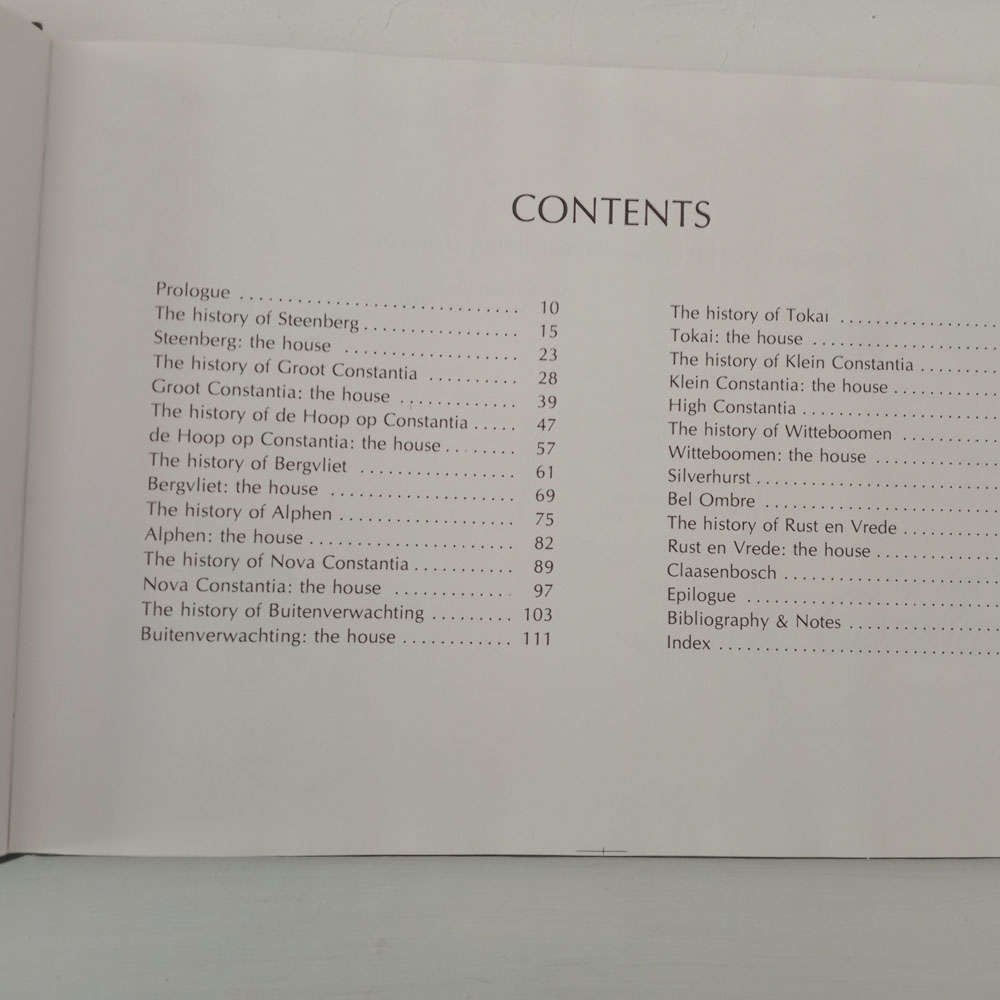 CONTENTS
Prologue .............................. 10
The history of Steenberg ................ 15
Steenberg: the house .................. 23
The history of Groot Constantia ......... 28
Groot Constantia: the house ............ 39
The history of de Hoop op Constantia ..... 47
de Hoop op Constantia: the house ........ 57
The history of Bergvliet ................ 61
Bergvliet: the house ................... 69
The history of Alphen .................. 75
Alphen: the house ..................... 82
The history of Nova Constantia ........... 89
Nova Constantia: the house ............ 97
The history of Buitenverwachting ......... 103
Buitenverwachting: the house ............ 111
The history of Tokai ................
Tokai: the house ...................
The history of Klein Constantia .........
Klein Constantia: the house ............
High Constantia ....................
The history of Witteboomen ..........
Witteboomen: the house .............
Silverhurst .........................
Bel Ombre ........................
The history of Rust en Vrede ...........
Rust en Vrede: the house .............
Claasenbosch ......................
Epilogue ..........................
Bibliography & Notes ................
Index .............................